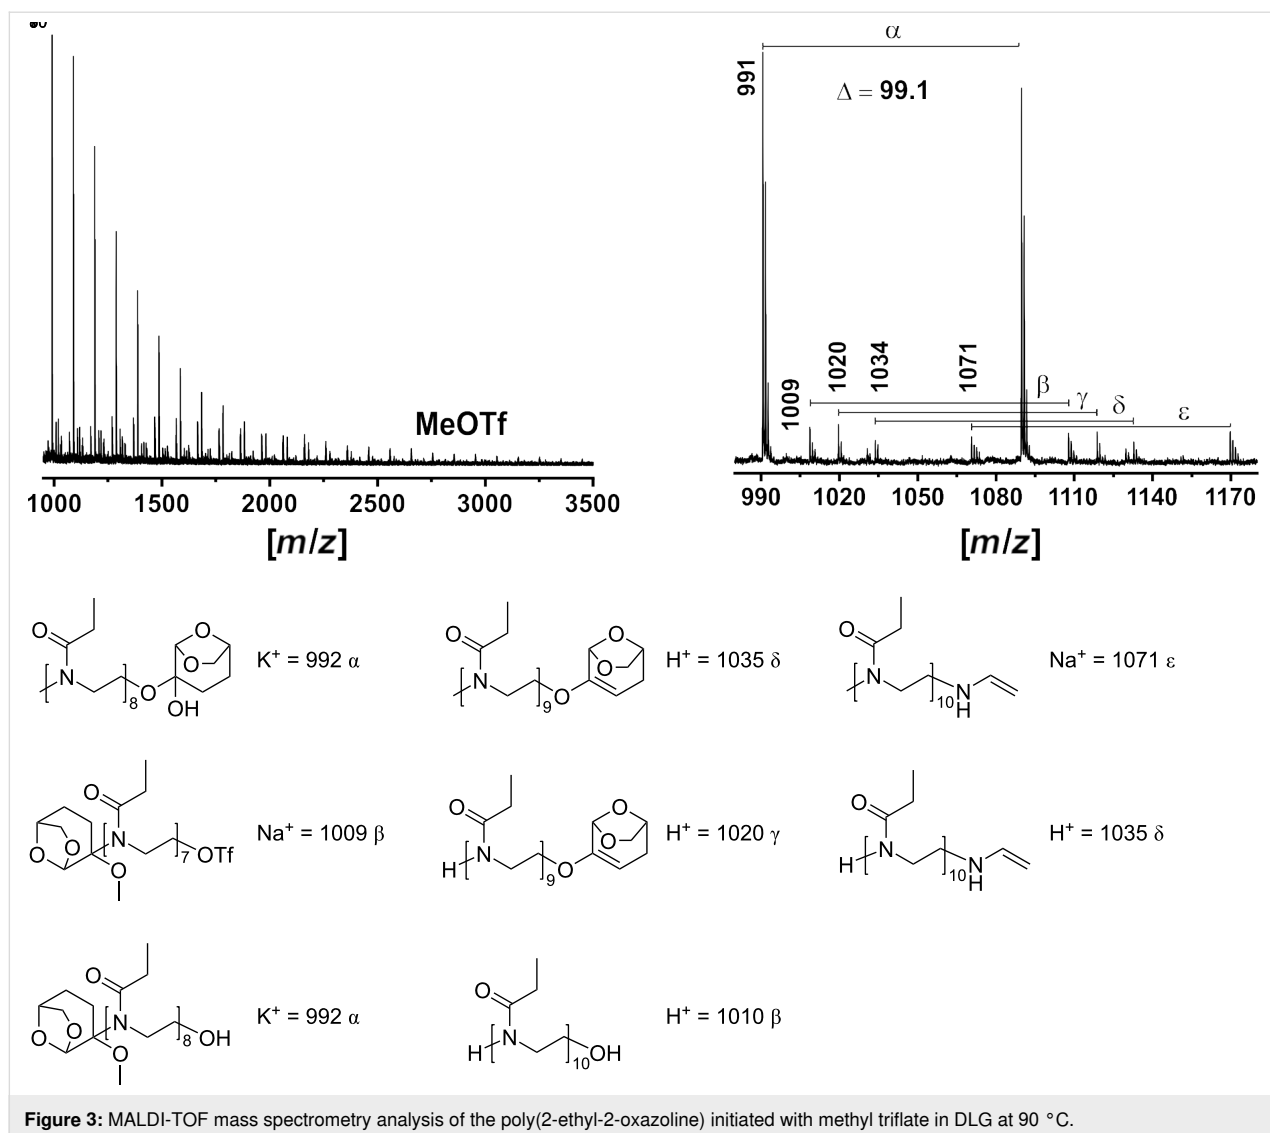 α
991
Δ = 99.1
1009
1020
1034
1071
β
γ
δ
ε
MeOTf
1000 1500 2000 2500 3000 3500
[m/z]
990 1020 1050 1080 1110 1140 1170
[m/z]
O N O O O OH 8
K+ = 992 α
O N O O O 9
H+ = 1035 δ
O N N H 10
Na+ = 1071 ε
O O O O N 7 OTf
Na+ = 1009 β
O H N O O O 9
H+ = 1020 γ
O H N N H 10
H+ = 1035 δ
O O O O N 8 OH
K+ = 992 α
O H N 10 OH
H+ = 1010 β
Figure 3: MALDI-TOF mass spectrometry analysis of the poly(2-ethyl-2-oxazoline) initiated with methyl triflate in DLG at 90 °C.